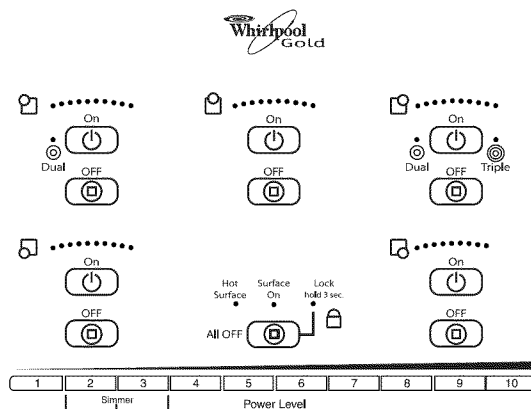 Whirlpool
Gold
On On On
Dual Dual Triple
OFF OFF OFF
On On
Hot Surface Lock
Surface On hold 3 sec.
OFF OFF
All OFF
1 2 3 4 5 6 7 8 9 10
Simmer Power Level